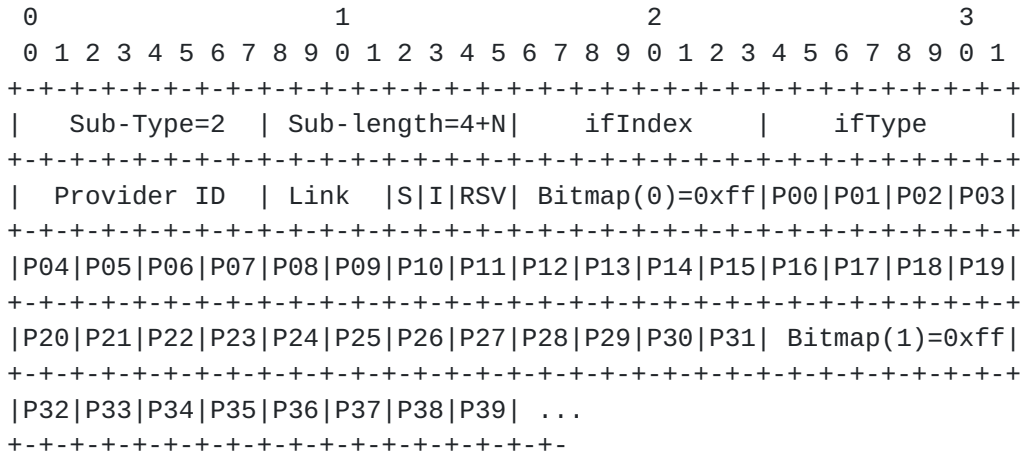 0                   1                   2                   3
 0 1 2 3 4 5 6 7 8 9 0 1 2 3 4 5 6 7 8 9 0 1 2 3 4 5 6 7 8 9 0 1
+-+-+-+-+-+-+-+-+-+-+-+-+-+-+-+-+-+-+-+-+-+-+-+-+-+-+-+-+-+-+-+-+
|   Sub-Type=2  | Sub-length=4+N|    ifIndex    |    ifType     |
+-+-+-+-+-+-+-+-+-+-+-+-+-+-+-+-+-+-+-+-+-+-+-+-+-+-+-+-+-+-+-+-+
|  Provider ID  | Link  |S|I|RSV| Bitmap(0)=0xff|P00|P01|P02|P03|
+-+-+-+-+-+-+-+-+-+-+-+-+-+-+-+-+-+-+-+-+-+-+-+-+-+-+-+-+-+-+-+-+
|P04|P05|P06|P07|P08|P09|P10|P11|P12|P13|P14|P15|P16|P17|P18|P19|
+-+-+-+-+-+-+-+-+-+-+-+-+-+-+-+-+-+-+-+-+-+-+-+-+-+-+-+-+-+-+-+-+
|P20|P21|P22|P23|P24|P25|P26|P27|P28|P29|P30|P31| Bitmap(1)=0xff|
+-+-+-+-+-+-+-+-+-+-+-+-+-+-+-+-+-+-+-+-+-+-+-+-+-+-+-+-+-+-+-+-+
|P32|P33|P34|P35|P36|P37|P38|P39| ...
+-+-+-+-+-+-+-+-+-+-+-+-+-+-+-+-+-+-